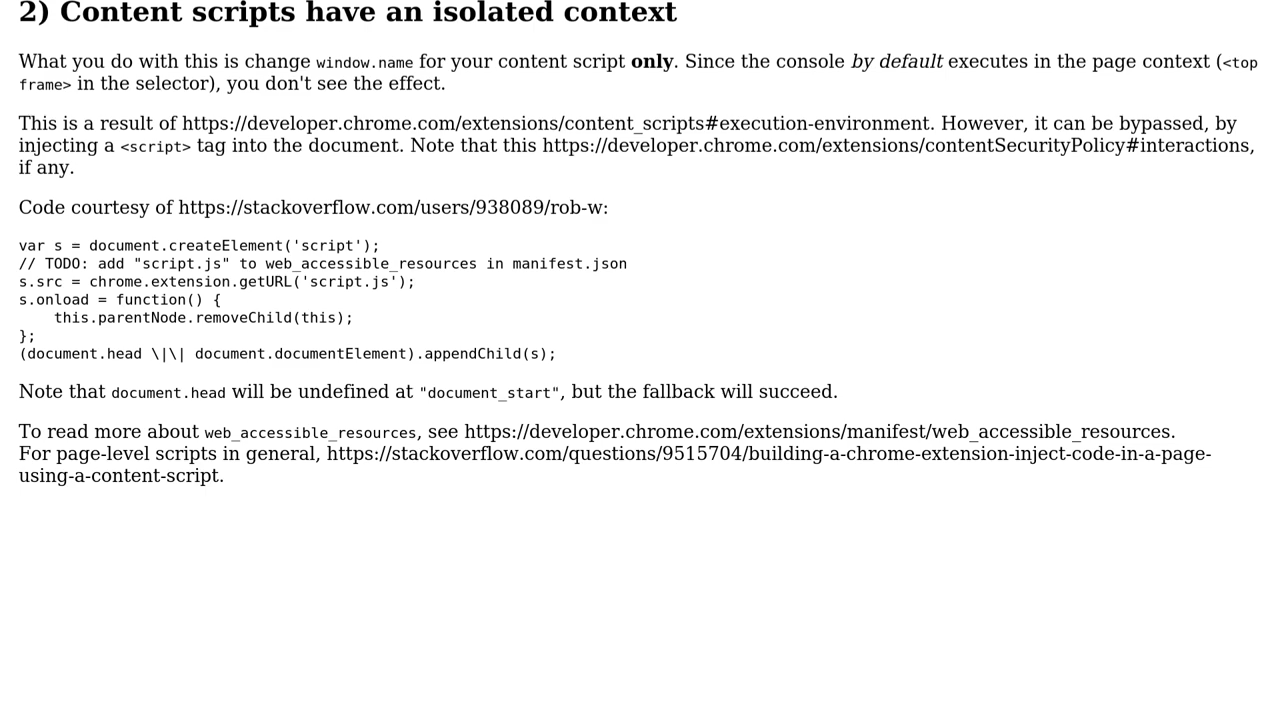 2) Content scripts have an isolated context
What you do with this is change window.name for your content script only. Since the console by default executes in the page context (<top
frame> in the selector), you don't see the effect.
This is a result of https://developer.chrome.com/extensions/content_scripts#execution-environment. However, it can be bypassed, by
injecting a <script> tag into the document. Note that this https://developer.chrome.com/extensions/contentSecurityPolicy#interactions,
if any.
Code courtesy of https://stackoverflow.com/users/938089/rob-w:
var s = document.createElement('script');
// TODO: add "script.js" to web_accessible_resources in manifest.json
s.src = chrome.extension.getURL('script.js');
s.onload = function() {
    this.parentNode.removeChild(this);
};
(document.head \|\| document.documentElement).appendChild(s);
Note that document.head will be undefined at "document_start", but the fallback will succeed.
To read more about web_accessible_resources, see https://developer.chrome.com/extensions/manifest/web_accessible_resources.
For page-level scripts in general, https://stackoverflow.com/questions/9515704/building-a-chrome-extension-inject-code-in-a-page-
using-a-content-script.